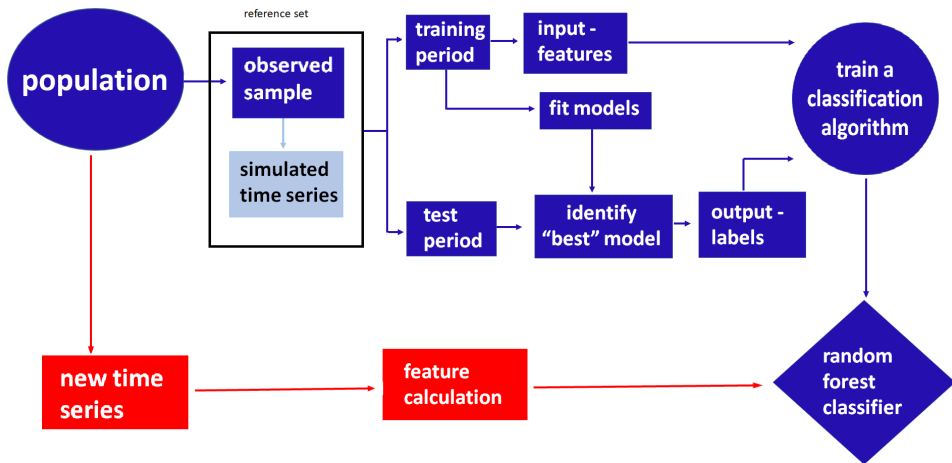 reference set
population
observed
sample
simulated
time series
training
period
input -
features
fit models
test
period
identify
“best” model
output -
labels
train a
classification
algorithm
new time
series
feature
calculation
random
forest
classifier